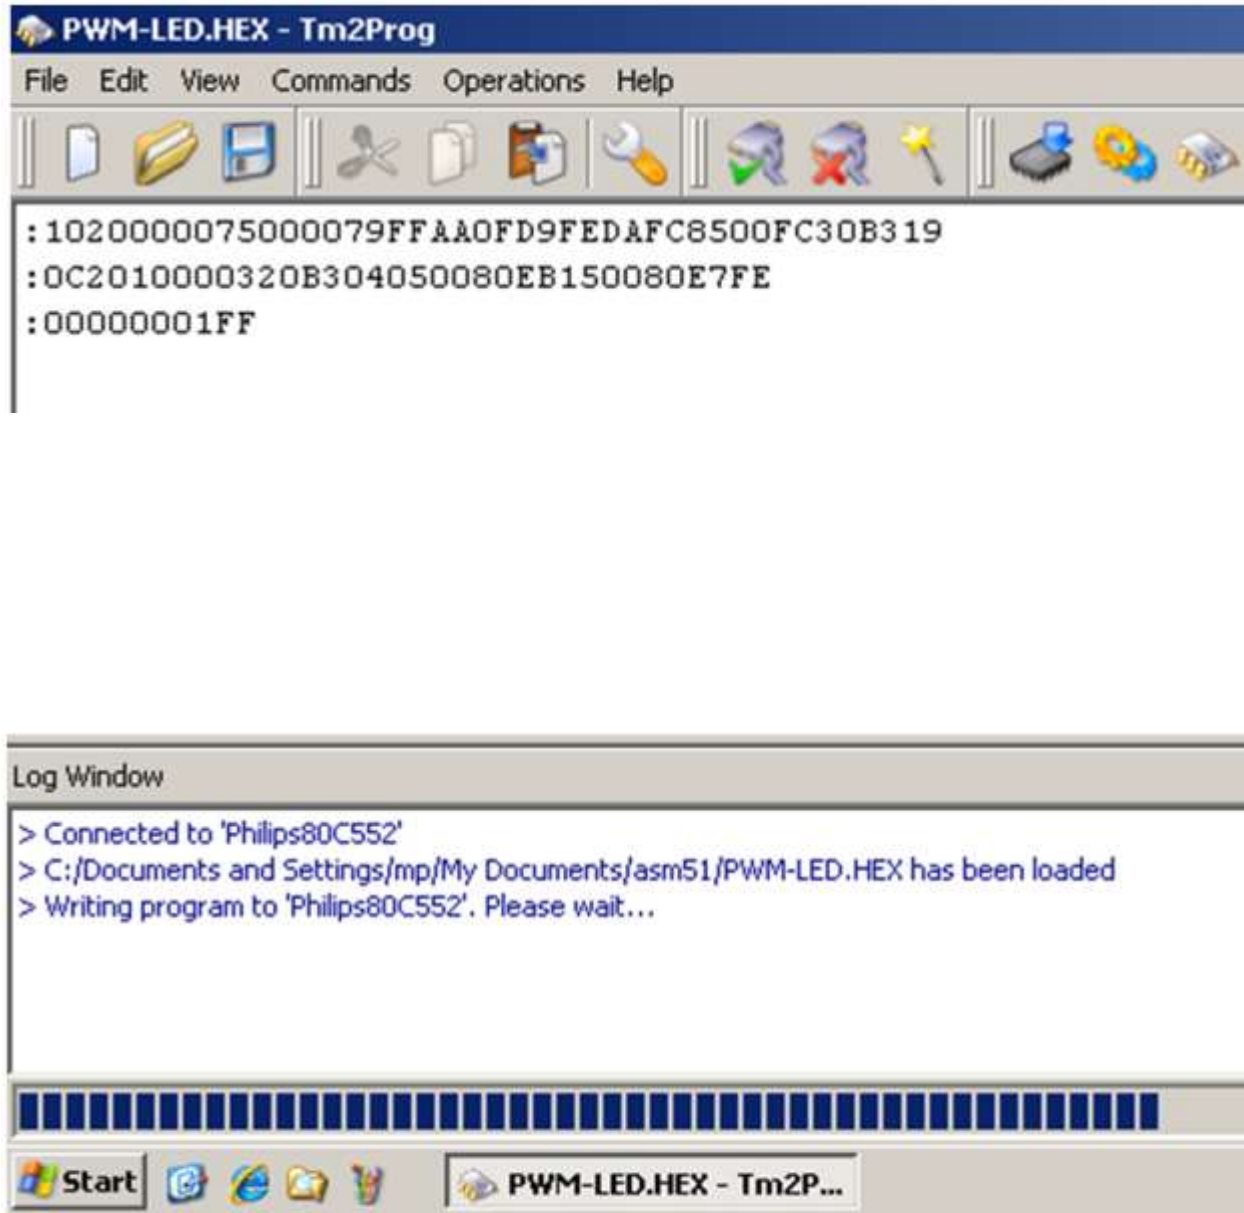 PWM-LED.HEX - Tm2Prog
File Edit View Commands Operations Help
:1020000075000079FFAA0FD9FEDAFC8500FC30B319
:0C2010000320B304050080EB150080E7FE
:00000001FF
Log Window
> Connected to 'Philips80C552'
> C:/Documents and Settings/mp/My Documents/asm51/PWM-LED.HEX has been loaded
> Writing program to 'Philips80C552'. Please wait...
Start PWM-LED.HEX - Tm2P...